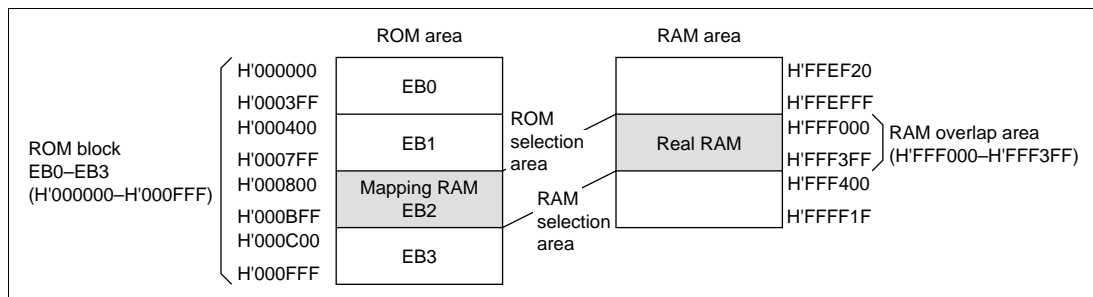 ROM area
RAM area
H'000000
H'0003FF
H'000400
H'0007FF
H'000800
H'000BFF
H'000C00
H'000FFF
ROM block
EB0–EB3
(H'000000–H'000FFF)
EB0
EB1
Mapping RAM
EB2
EB3
ROM
selection
area
RAM
selection
area
Real RAM
H'FFEF20
H'FFEFFF
H'FFF000
H'FFF3FF
H'FFF400
H'FFFF1F
RAM overlap area
(H'FFF000–H'FFF3FF)